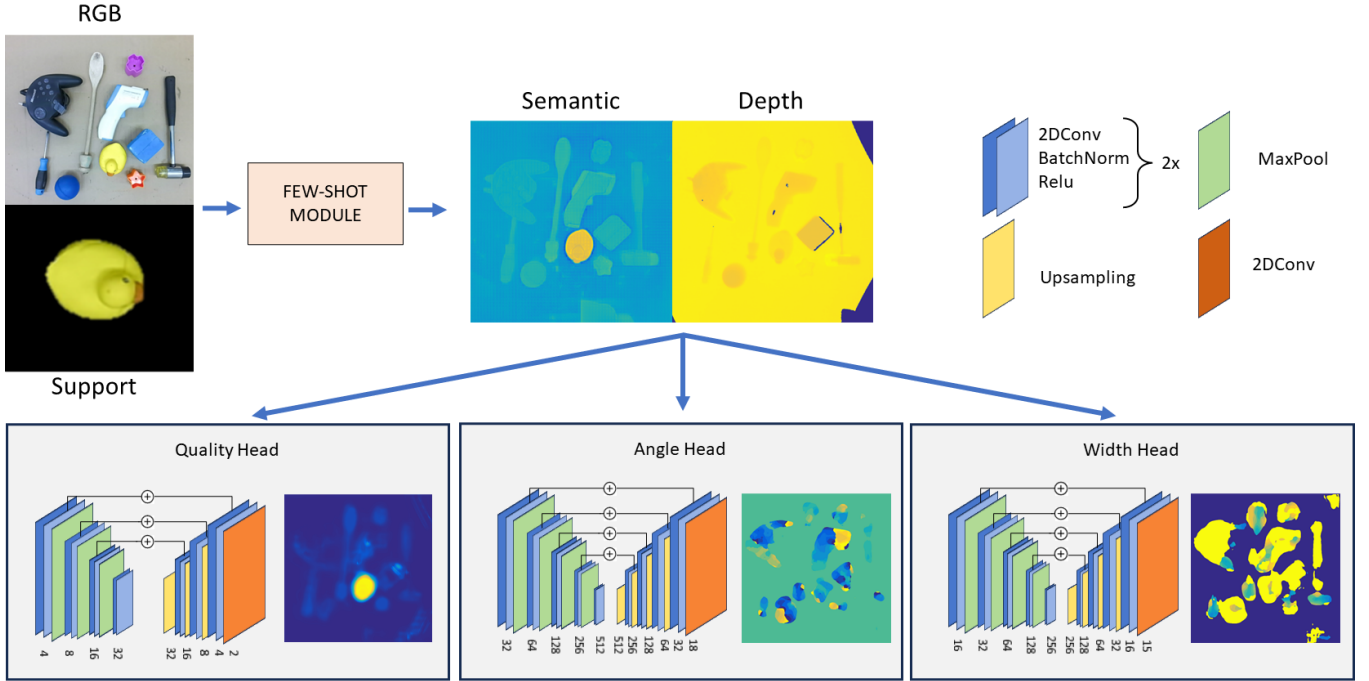 RGB
Support
FEW-SHOT
MODULE
Semantic
Depth
2DConv
BatchNorm
Relu
2x
MaxPool
Upsampling
2DConv
Quality Head
4 8 16 32 32 16 8 4 2
Angle Head
32 64 128 256 512 512 256 128 64 32 18
Width Head
16 32 64 128 256 256 128 64 32 16 15